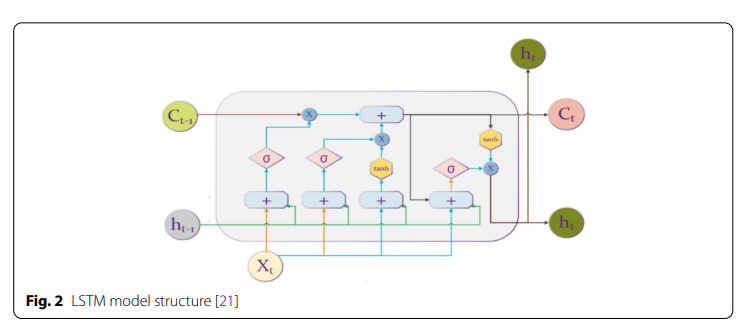 hₜ
Cₜ₋₁
x
+
Cₜ
tanh
x
σ
σ
tanh
σ
x
+
+
+
+
hₜ₋₁
hₜ
Xₜ
Fig. 2 LSTM model structure [21]